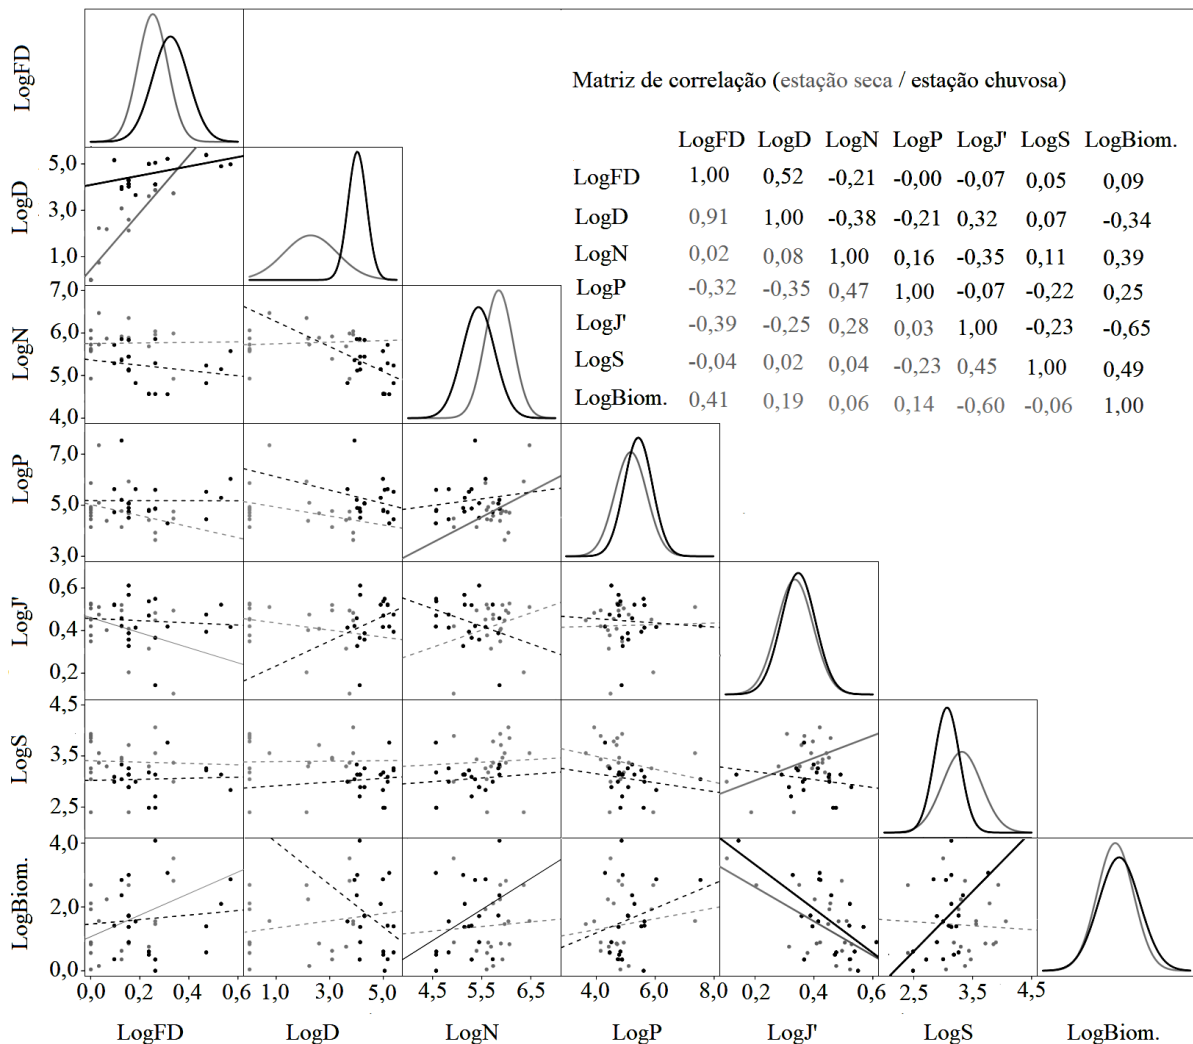 LogFD
Matriz de correlação (estação seca / estação chuvosa)
LogFD LogD LogN LogP LogJ' LogS LogBiom.
LogFD 1,00 0,52 -0,21 -0,00 -0,07 0,05 0,09
LogD 0,91 1,00 -0,38 -0,21 0,32 0,07 -0,34
LogN 0,02 0,08 1,00 0,16 -0,35 0,11 0,39
LogP -0,32 -0,35 0,47 1,00 -0,07 -0,22 0,25
LogJ' -0,39 -0,25 0,28 0,03 1,00 -0,23 -0,65
LogS -0,04 0,02 0,04 -0,23 0,45 1,00 0,49
LogBiom. 0,41 0,19 0,06 0,14 -0,60 -0,06 1,00
LogD
5,0
3,0
1,0
LogN
7,0
6,0
5,0
4,0
LogP
7,0
5,0
3,0
LogJ'
0,6
0,4
0,2
LogS
4,5
3,5
2,5
LogBiom.
4,0
2,0
0,0
0,0 0,2 0,4 0,6 1,0 3,0 5,0 4,5 5,5 6,5 4,0 6,0 8,0 0,2 0,4 0,6 2,5 3,5 4,5
LogFD LogD LogN LogP LogJ' LogS LogBiom.